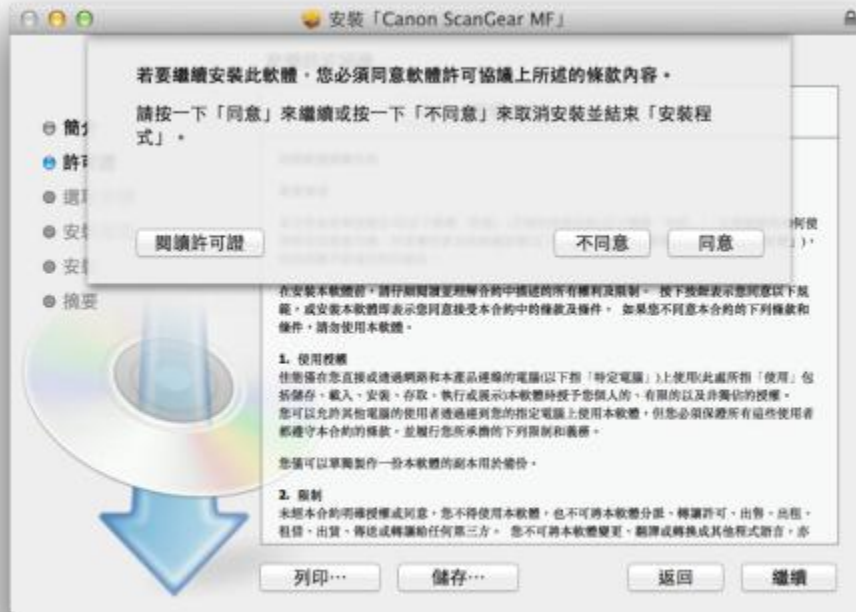 安裝「Canon ScanGear MF」
若要繼續安裝此軟體，您必須同意軟體許可協議上所述的條款內容。
請按一下「同意」來繼續或按一下「不同意」來取消安裝並結束「安裝程
式」。
閱讀許可證
不同意
同意
簡介
許可證
選取
安裝
安裝
摘要
何使
」)，
在安裝本軟體前，請仔細閱讀並理解合約中描述的所有權利及限制。 按下按鈕表示您同意以下規
範，或安裝本軟體即表示您同意接受本合約中的條款及條件。 如果您不同意本合約的下列條款和
條件，請勿使用本軟體。
1. 使用授權
佳能僅在您直接或透過網路和本產品連線的電腦(以下指「特定電腦」)上使用(此處所指「使用」包
括儲存、載入、安裝、存取、執行或展示)本軟體時授予您個人的、有限的以及非獨佔的授權。
您可以允許其他電腦的使用者透過連到您的指定電腦上使用本軟體，但您必須保證所有這些使用者
都遵守本合約的條款，並履行您所承擔的下列限制和義務。
您僅可以單獨製作一份本軟體的副本用於備份。
2. 限制
未經本合約的明確授權或同意，您不得使用本軟體，也不可將本軟體分派、轉讓許可、出售、出租、
租借、出貸、傳送或轉讓給任何第三方。 您不可將本軟體變更、翻譯或轉換成其他程式語言，亦
列印…
儲存…
返回
繼續